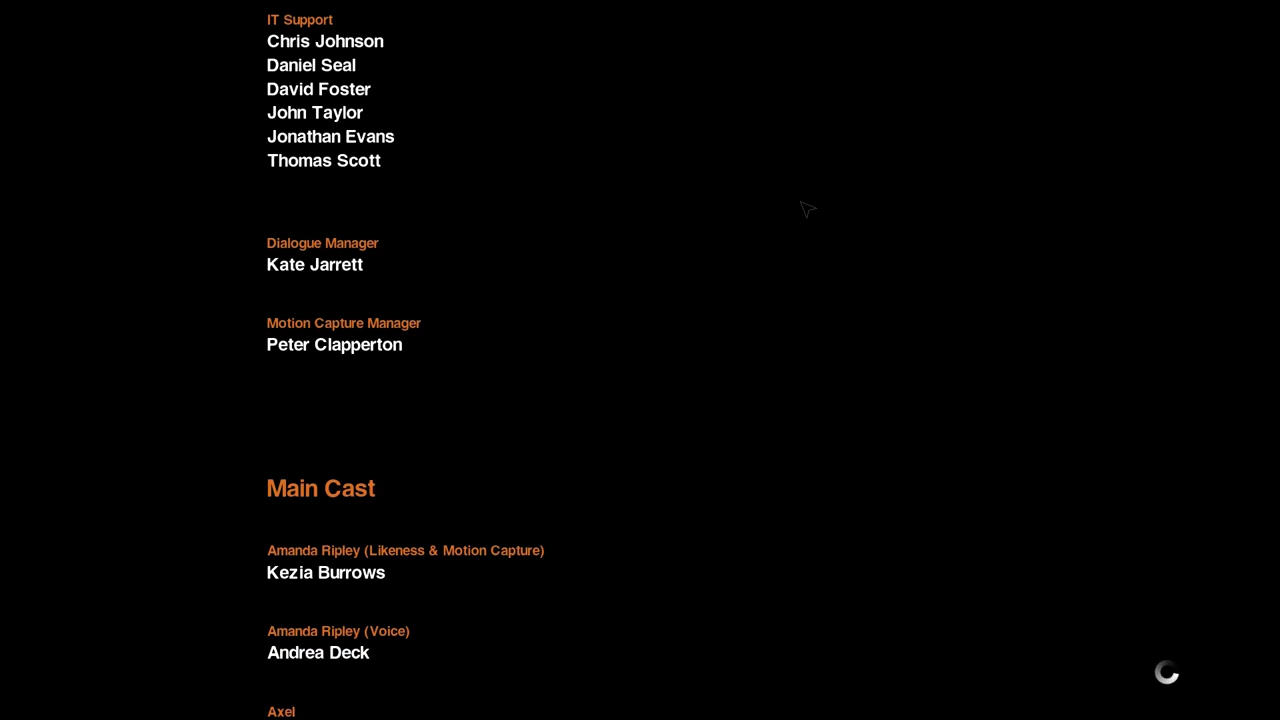 IT Support
Chris Johnson
Daniel Seal
David Foster
John Taylor
Jonathan Evans
Thomas Scott
Dialogue Manager
Kate Jarrett
Motion Capture Manager
Peter Clapperton
Main Cast
Amanda Ripley (Likeness & Motion Capture)
Kezia Burrows
Amanda Ripley (Voice)
Andrea Deck
Axel